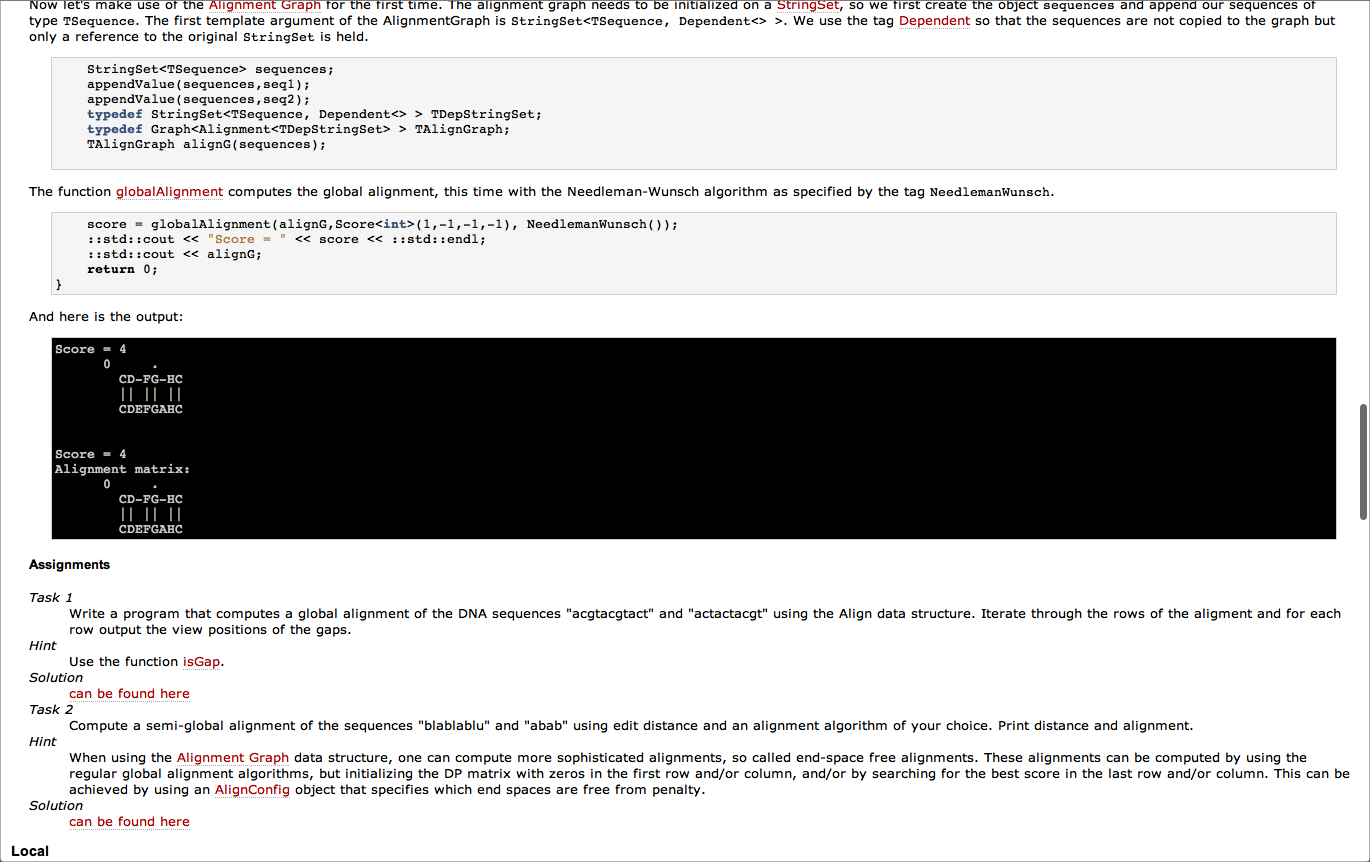 Now let's make use of the Alignment Graph for the first time. The alignment graph needs to be initialized on a StringSet, so we first create the object sequences and append our sequences of
type TSequence. The first template argument of the AlignmentGraph is StringSet<TSequence, Dependent<> >. We use the tag Dependent so that the sequences are not copied to the graph but
only a reference to the original StringSet is held.
StringSet<TSequence> sequences;
appendValue(sequences,seq1);
appendValue(sequences,seq2);
typedef StringSet<TSequence, Dependent<> > TDepStringSet;
typedef Graph<Alignment<TDepStringSet> > TAlignGraph;
TAlignGraph alignG(sequences);
The function globalAlignment computes the global alignment, this time with the Needleman-Wunsch algorithm as specified by the tag NeedlemanWunsch.
score = globalAlignment(alignG,Score<int>(1,-1,-1,-1), NeedlemanWunsch());
::std::cout << "Score = " << score << ::std::endl;
::std::cout << alignG;
return 0;
}
And here is the output:
Score = 4
0     .
CD-FG-HC
|| || ||
CDEFGAHC
Score = 4
Alignment matrix:
0     .
CD-FG-HC
|| || ||
CDEFGAHC
Assignments
Task 1
Write a program that computes a global alignment of the DNA sequences "acgtacgtact" and "actactacgt" using the Align data structure. Iterate through the rows of the aligment and for each
row output the view positions of the gaps.
Hint
Use the function isGap.
Solution
can be found here
Task 2
Compute a semi-global alignment of the sequences "blablablu" and "abab" using edit distance and an alignment algorithm of your choice. Print distance and alignment.
Hint
When using the Alignment Graph data structure, one can compute more sophisticated alignments, so called end-space free alignments. These alignments can be computed by using the
regular global alignment algorithms, but initializing the DP matrix with zeros in the first row and/or column, and/or by searching for the best score in the last row and/or column. This can be
achieved by using an AlignConfig object that specifies which end spaces are free from penalty.
Solution
can be found here
Local